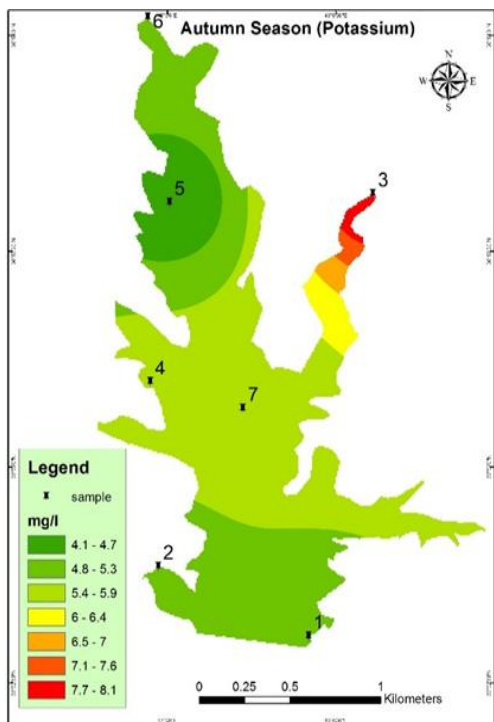 Autumn Season (Potassium)
6
N
W E
S
3
5
4
7
2
1
Legend
sample
mg/l
4.1 - 4.7
4.8 - 5.3
5.4 - 5.9
6 - 6.4
6.5 - 7
7.1 - 7.6
7.7 - 8.1
0 0.25 0.5 1
Kilometers